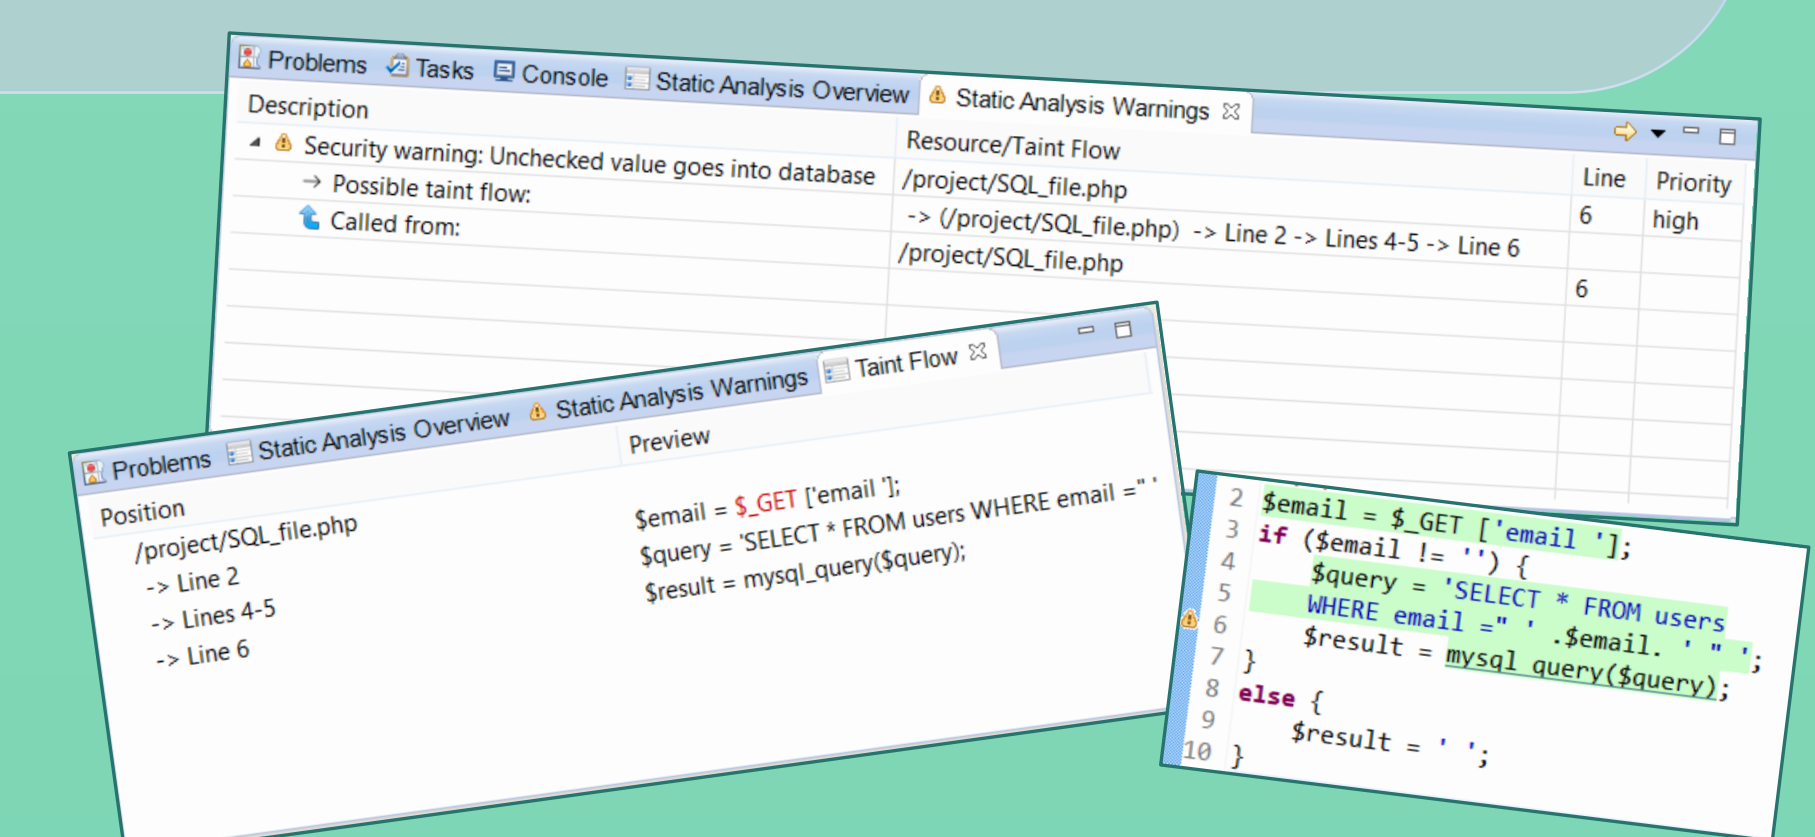 Problems Tasks Console Static Analysis Overview Static Analysis Warnings
Description Resource/Taint Flow Line Priority
Security warning: Unchecked value goes into database /project/SQL_file.php 6 high
→ Possible taint flow: -> (/project/SQL_file.php) -> Line 2 -> Lines 4-5 -> Line 6
Called from: /project/SQL_file.php 6
Problems Static Analysis Overview Static Analysis Warnings Taint Flow
Position Preview
/project/SQL_file.php
-> Line 2 $email = $_GET ['email '];
-> Lines 4-5 $query = 'SELECT * FROM users WHERE email =" '
-> Line 6 $result = mysql_query($query);
2 $email = $_GET ['email '];
3 if ($email != '') {
4 $query = 'SELECT * FROM users
5 WHERE email =" ' .$email. ' " ';
6 $result = mysql_query($query);
7 }
8 else {
9 $result = ' ';
10 }